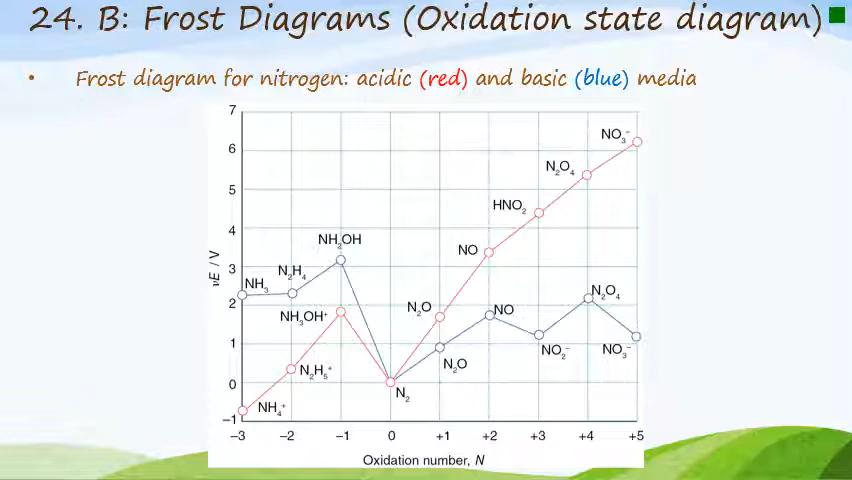 24. B: Frost Diagrams (Oxidation state diagram)
• Frost diagram for nitrogen: acidic (red) and basic (blue) media
7
NO₃⁻
6
N₂O₄
5
HNO₂
4
NH₂OH
NO
νE / V
3
N₂H₄
NH₃
N₂O₄
2
NH₃OH⁺
N₂O
NO
1
NO₂⁻
NO₃⁻
N₂O
N₂H₅⁺
0
N₂
NH₄⁺
−1
−3 −2 −1 0 +1 +2 +3 +4 +5
Oxidation number, N